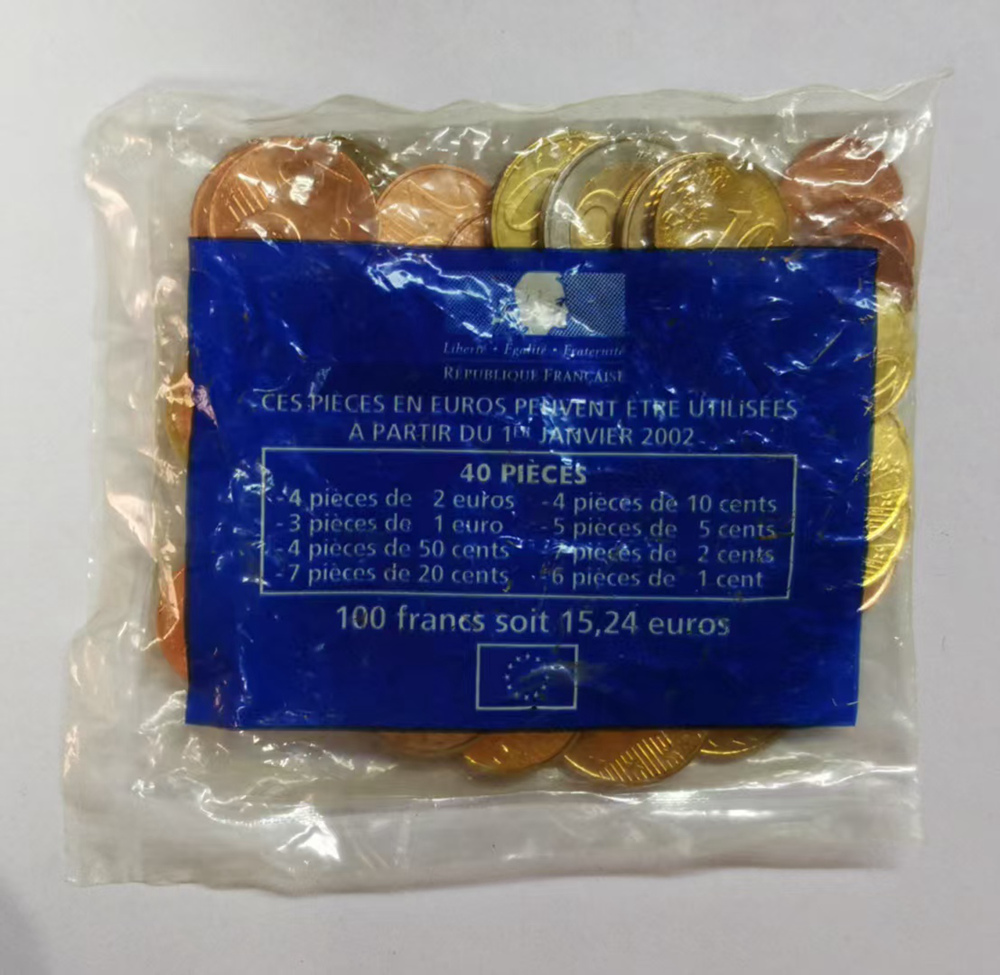 Liberté • Égalité • Fraternité
RÉPUBLIQUE FRANÇAISE
CES PIÈCES EN EUROS PEUVENT ÊTRE UTILISÉES
À PARTIR DU 1ER JANVIER 2002
40 PIÈCES
-4 pièces de 2 euros -4 pièces de 10 cents
-3 pièces de 1 euro -5 pièces de 5 cents
-4 pièces de 50 cents -7 pièces de 2 cents
-7 pièces de 20 cents -6 pièces de 1 cent
100 francs soit 15,24 euros
10